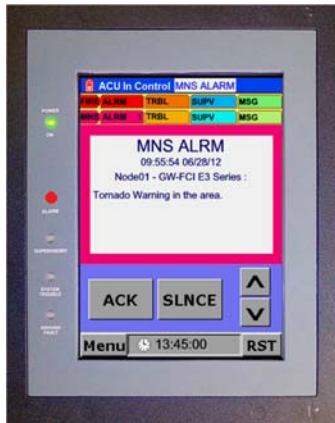 ACU In Control MNS ALARM
FIRE ALRM TRBL SUPV MSG
MNS ALRM 1 TRBL SUPV MSG
POWER
ON
MNS ALRM
09:55:54 06/28/12
Node01 - GW-FCI E3 Series :
Tornado Warning in the area.
ALARM
SUPERVISORY
SYSTEM
TROUBLE
GROUND
FAULT
ACK SLNCE
Menu 13:45:00 RST